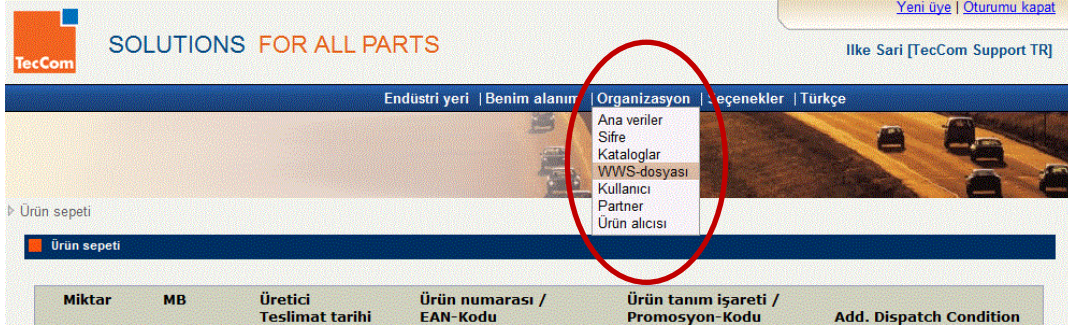 Yeni üye | Oturumu kapat
TecCom
SOLUTIONS FOR ALL PARTS
Ilke Sari [TecCom Support TR]
Endüstri yeri | Benim alanım | Organizasyon | Seçenekler | Türkçe
Ana veriler
Sifre
Kataloglar
WWS-dosyası
Kullanıcı
Partner
Ürün alıcısı
Ürün sepeti
Ürün sepeti
Miktar MB Üretici Ürün numarası / Ürün tanım işareti /
Teslimat tarihi EAN-Kodu Promosyon-Kodu Add. Dispatch Condition